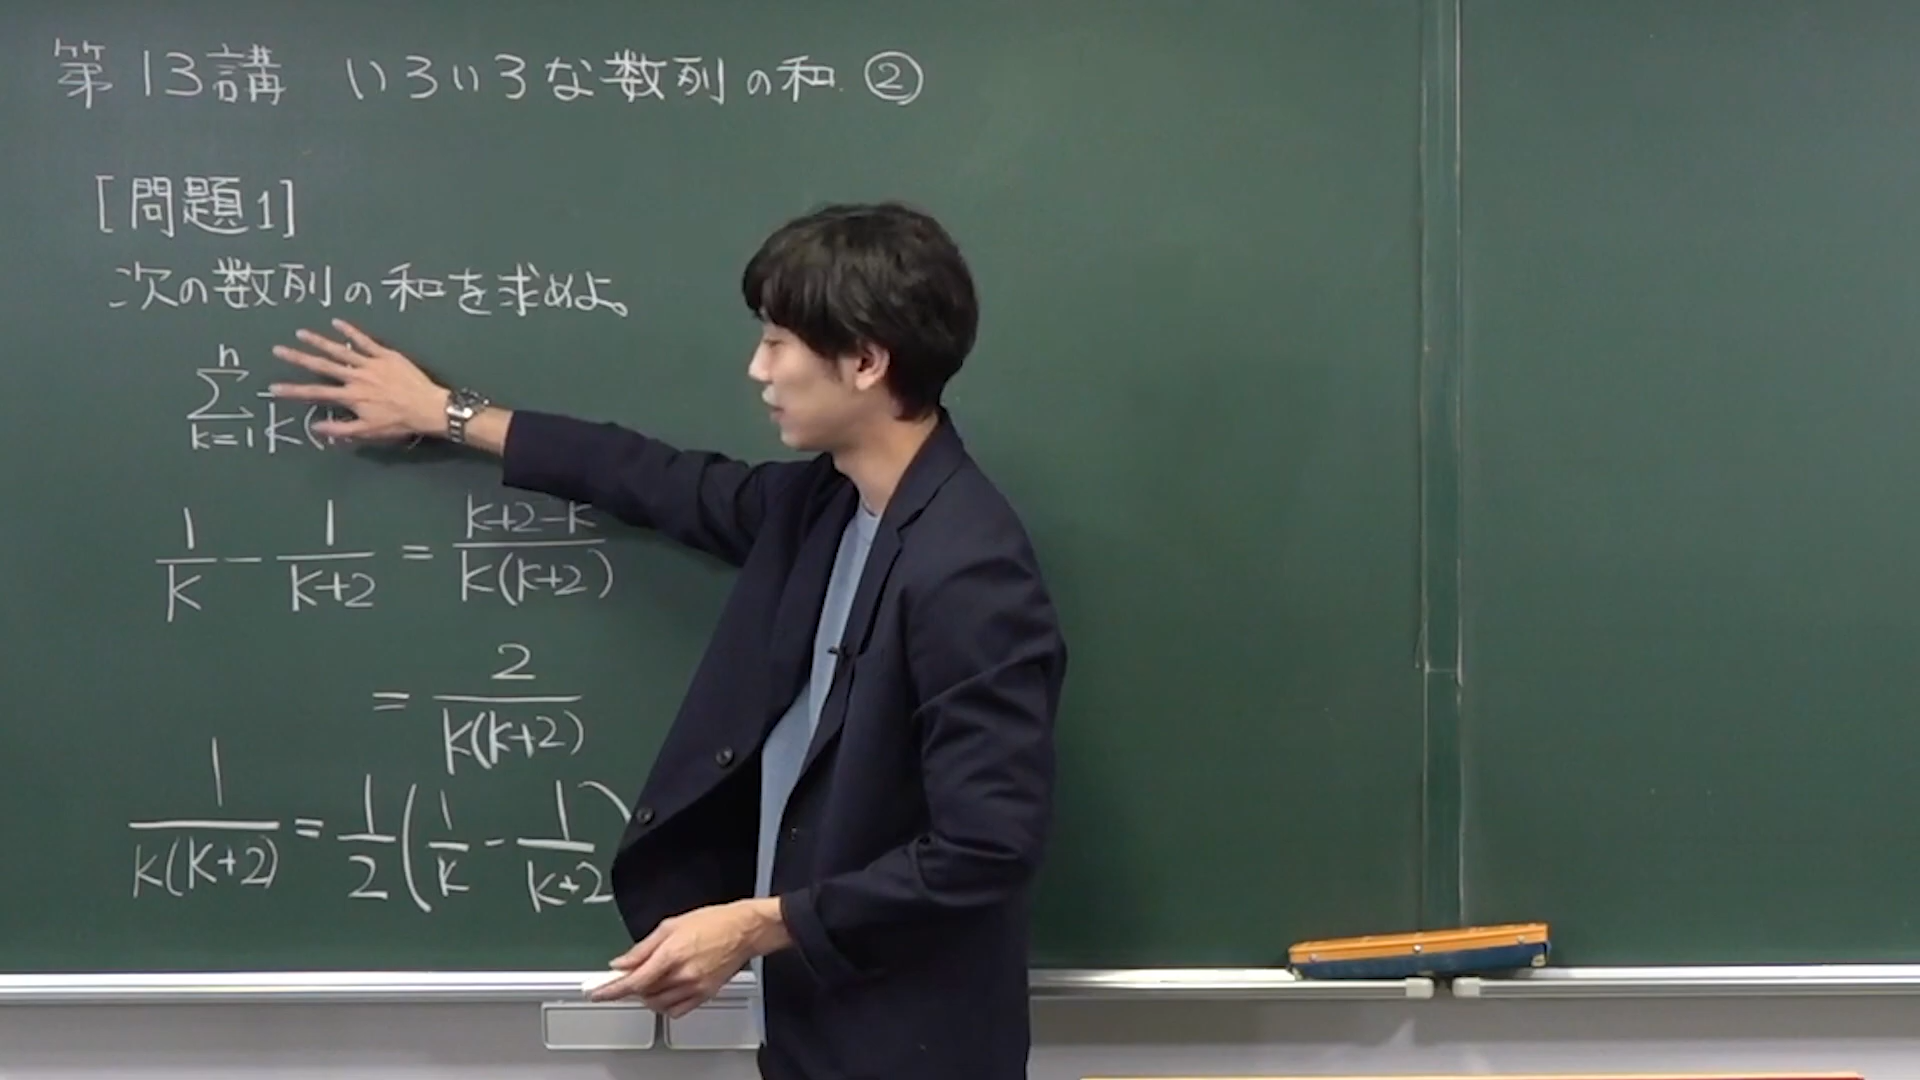 第13講 いろいろな数列の和 ②
[問題1]
次の数列の和を求めよ。
n
Σ
k=1 k(
1/k - 1/(k+2) = (k+2-k)/(k(k+2))
= 2/(k(k+2))
1/(k(k+2)) = 1/2 (1/k - 1/(k+2))